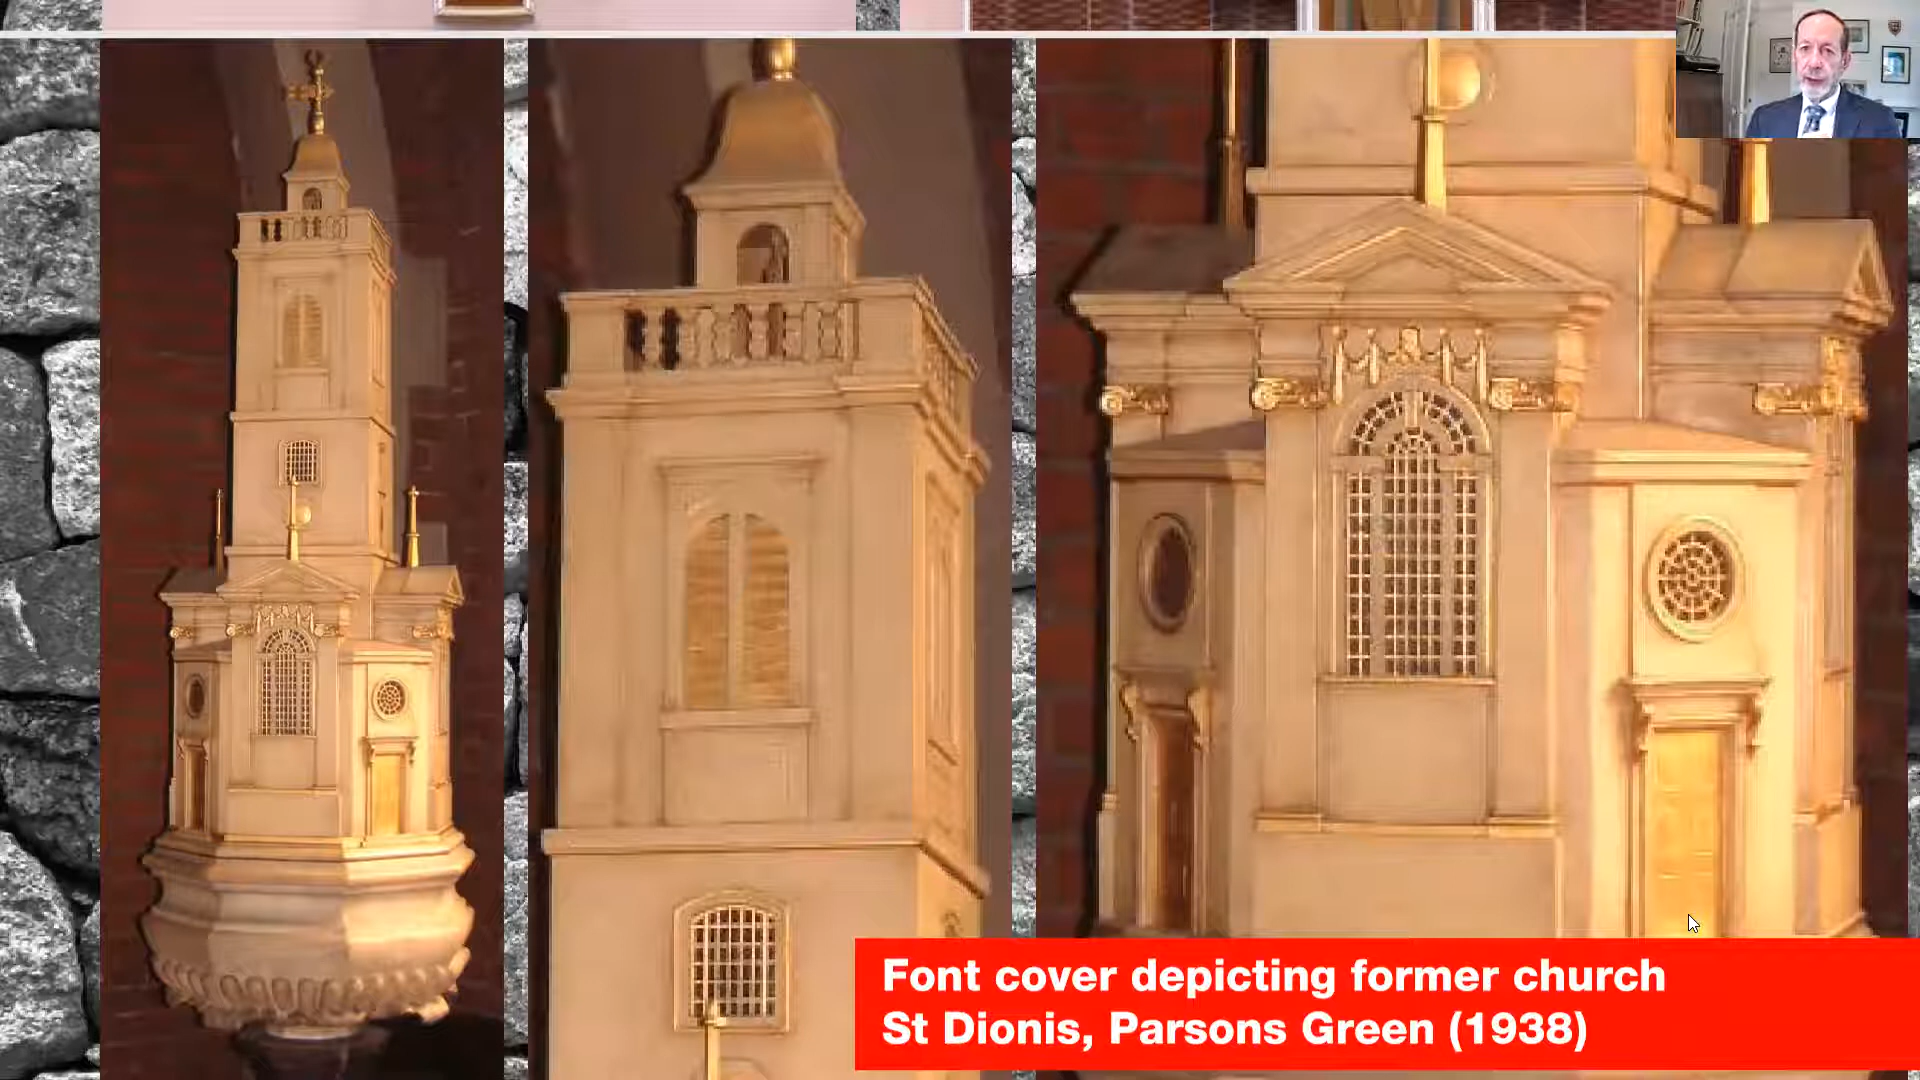 Font cover depicting former church
St Dionis, Parsons Green (1938)